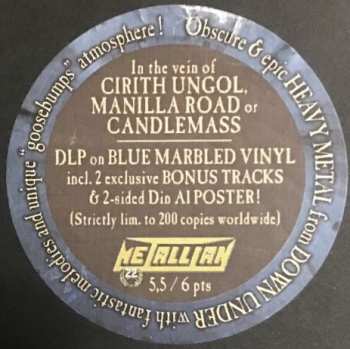 Obscure & epic HEAVY METAL from DOWN UNDER with fantastic melodies and unique "goosebumps" atmosphere!
In the vein of
CIRITH UNGOL,
MANILLA ROAD or
CANDLEMASS
DLP on BLUE MARBLED VINYL
incl. 2 exclusive BONUS TRACKS
& 2-sided Din A1 POSTER!
(Strictly lim. to 200 copies worldwide)
METALLIAN
22
5,5 / 6 pts